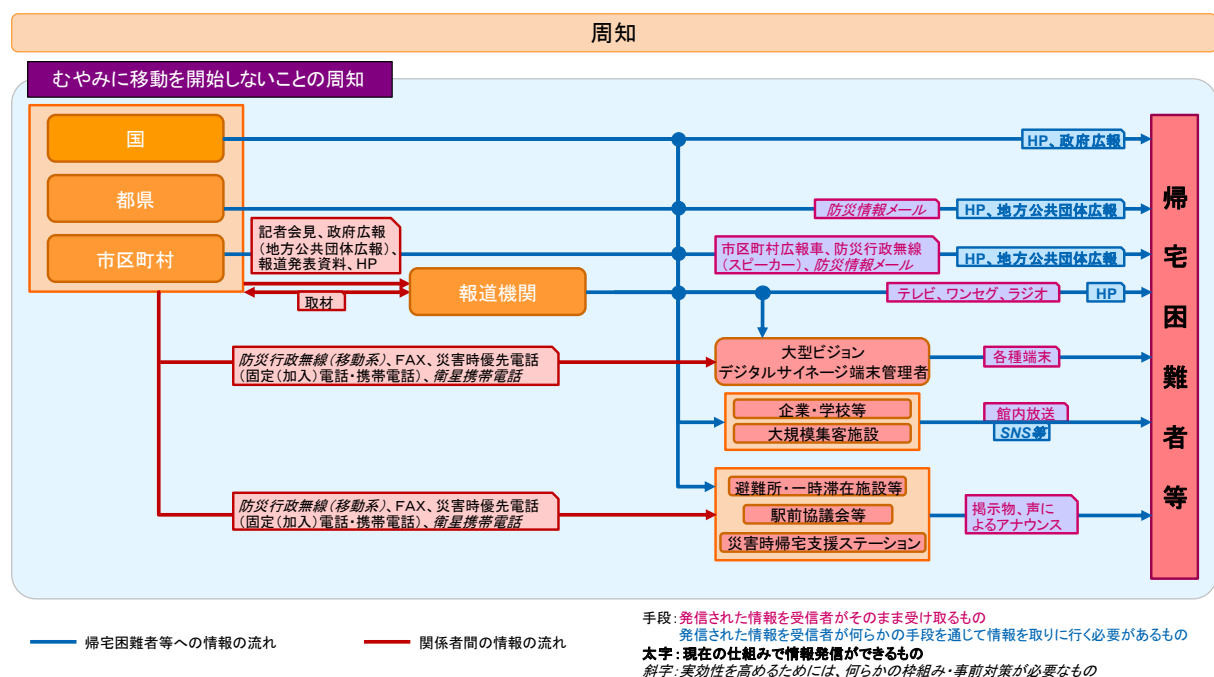 周知
むやみに移動を開始しないことの周知
国
HP、政府広報
都県
防災情報メール
HP、地方公共団体広報
市区町村
記者会見、政府広報
(地方公共団体広報)、
報道発表資料、HP
市区町村広報車、防災行政無線
(スピーカー)、防災情報メール
HP、地方公共団体広報
取材
報道機関
テレビ、ワンセグ、ラジオ
HP
防災行政無線(移動系)、FAX、災害時優先電話
(固定(加入)電話・携帯電話)、衛星携帯電話
大型ビジョン
デジタルサイネージ端末管理者
各種端末
企業・学校等
大規模集客施設
館内放送
SNS等
防災行政無線(移動系)、FAX、災害時優先電話
(固定(加入)電話・携帯電話)、衛星携帯電話
避難所・一時滞在施設等
駅前協議会等
災害時帰宅支援ステーション
掲示物、声に
よるアナウンス
帰宅困難者等
帰宅困難者等への情報の流れ
関係者間の情報の流れ
手段:発信された情報を受信者がそのまま受け取るもの
発信された情報を受信者が何らかの手段を通じて情報を取りに行く必要があるもの
太字:現在の仕組みで情報発信ができるもの
斜字:実効性を高めるためには、何らかの枠組み・事前対策が必要なもの